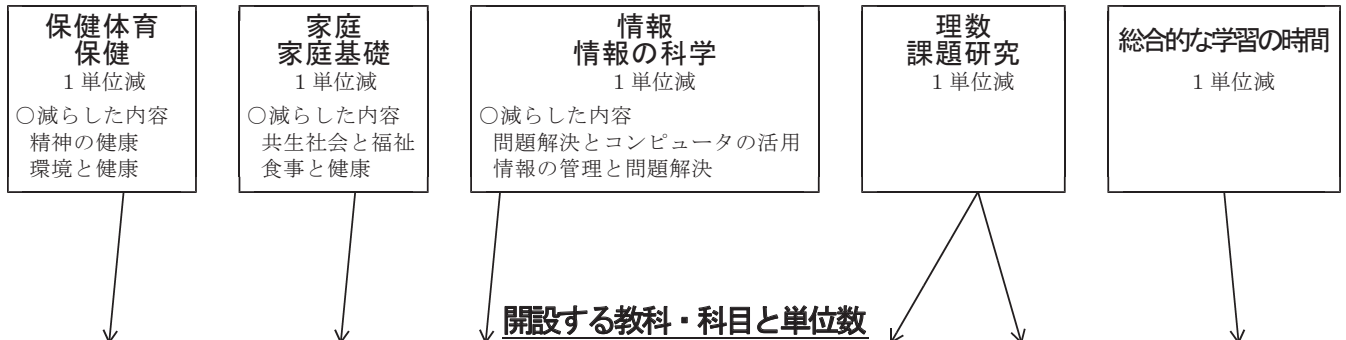 保健体育
保健
1単位減
○減らした内容
精神の健康
環境と健康
家庭
家庭基礎
1単位減
○減らした内容
共生社会と福祉
食事と健康
情報
情報の科学
1単位減
○減らした内容
問題解決とコンピュータの活用
情報の管理と問題解決
理数
課題研究
1単位減
総合的な学習の時間
1単位減
開設する教科・科目と単位数